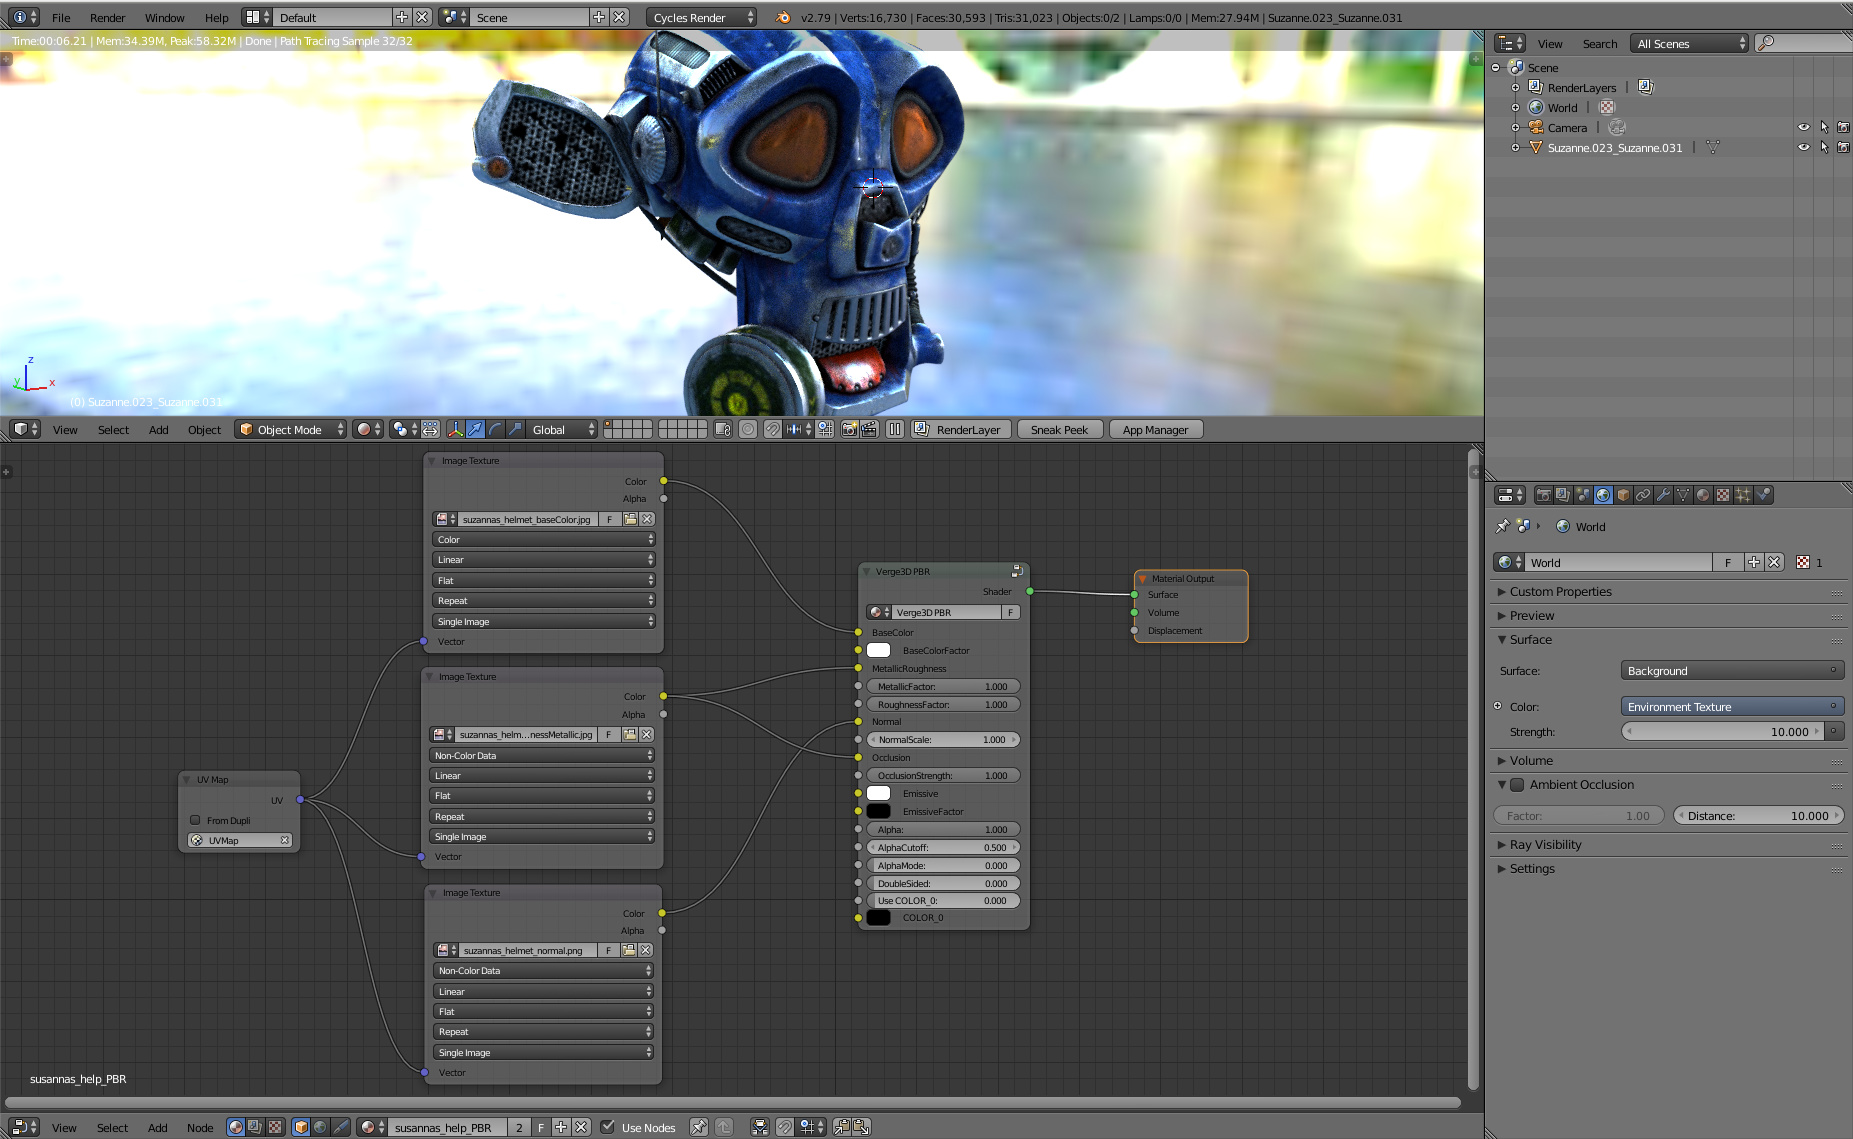 File Render Window Help Default Scene Cycles Render v2.79 | Verts:16,730 | Faces:30,593 | Tris:31,023 | Objects:0/2 | Lamps:0/0 | Mem:27.94M | Suzanne.023_Suzanne.031
Time:00:06.21 | Mem:34.39M, Peak:58.32M | Done | Path Tracing Sample 32/32
z
y
x
(0) Suzanne.023_Suzanne.031
View Select Add Object Object Mode Global RenderLayer Sneak Peek App Manager
Image Texture
Color
Alpha
suzannas_helmet_baseColor.jpg F
Color
Linear
Flat
Repeat
Single Image
Vector
Image Texture
Color
Alpha
suzannas_helm...nessMetallic.jpg F
Non-Color Data
Linear
Flat
Repeat
Single Image
Vector
UV Map
UV
From Dupli
UVMap
Image Texture
Color
Alpha
suzannas_helmet_normal.png F
Non-Color Data
Linear
Flat
Repeat
Single Image
Vector
Verge3D PBR
Shader
Verge3D PBR F
BaseColor
BaseColorFactor
MetallicRoughness
MetallicFactor: 1.000
RoughnessFactor: 1.000
Normal
NormalScale: 1.000
Occlusion
OcclusionStrength: 1.000
Emissive
EmissiveFactor
Alpha: 1.000
AlphaCutoff: 0.500
AlphaMode: 0.000
DoubleSided: 0.000
Use COLOR_0: 0.000
COLOR_0
Material Output
Surface
Volume
Displacement
susannas_help_PBR
View Select Add Node susannas_help_PBR 2 F Use Nodes
View Search All Scenes
Scene
RenderLayers |
World |
Camera |
Suzanne.023_Suzanne.031 |
World
World F 1
Custom Properties
Preview
Surface
Surface: Background
Color: Environment Texture
Strength: 10.000
Volume
Ambient Occlusion
Factor: 1.00 Distance: 10.000
Ray Visibility
Settings